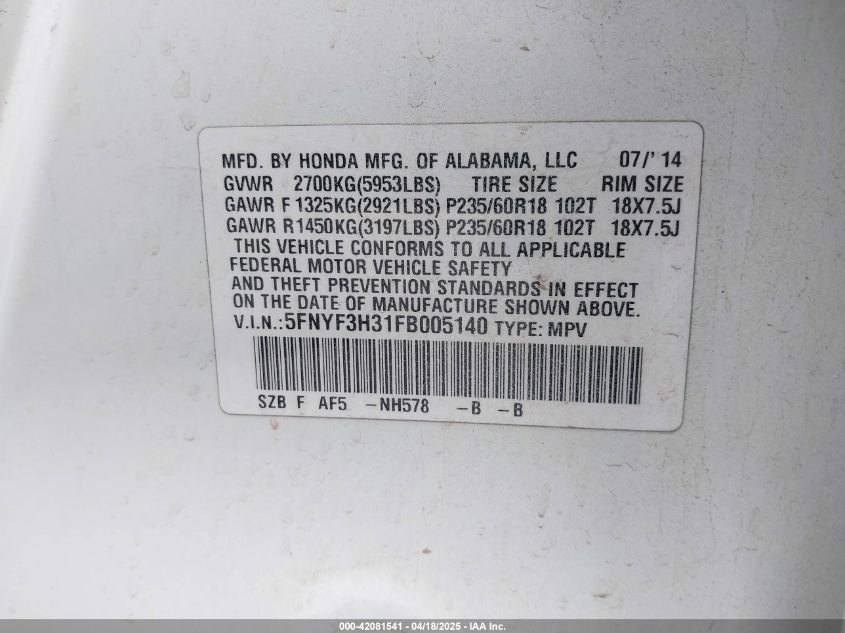 MFD. BY HONDA MFG. OF ALABAMA, LLC 07/' 14
GVWR 2700KG(5953LBS) TIRE SIZE RIM SIZE
GAWR F 1325KG(2921LBS) P235/60R18 102T 18X7.5J
GAWR R1450KG(3197LBS) P235/60R18 102T 18X7.5J
THIS VEHICLE CONFORMS TO ALL APPLICABLE
FEDERAL MOTOR VEHICLE SAFETY
AND THEFT PREVENTION STANDARDS IN EFFECT
ON THE DATE OF MANUFACTURE SHOWN ABOVE.
V.I.N.:5FNYF3H31FB005140 TYPE: MPV
SZB F AF5 -NH578 -B -B
000-42081541 - 04/18/2025 - IAA Inc.